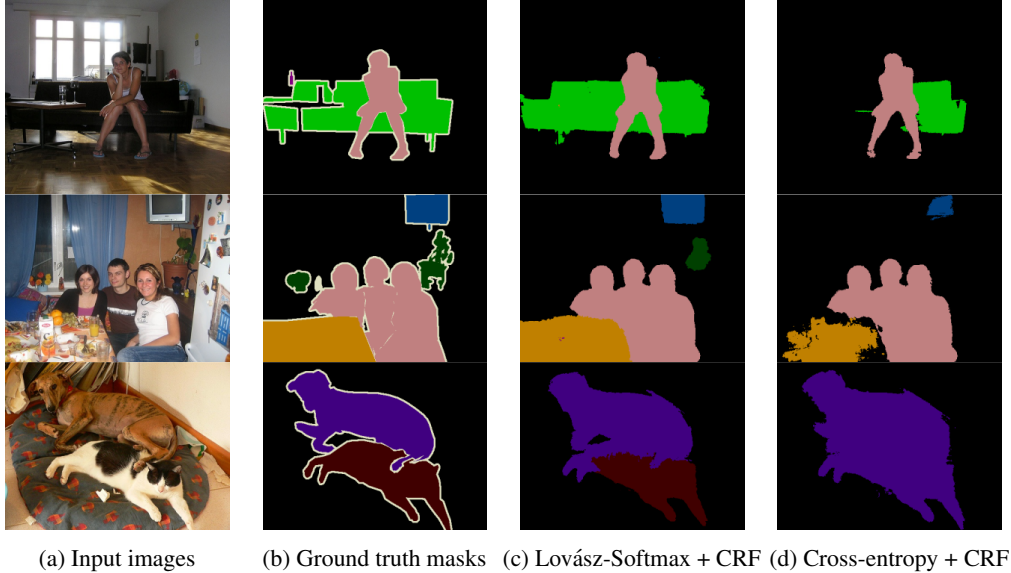 (a) Input images
(b) Ground truth masks
(c) Lovász-Softmax + CRF
(d) Cross-entropy + CRF